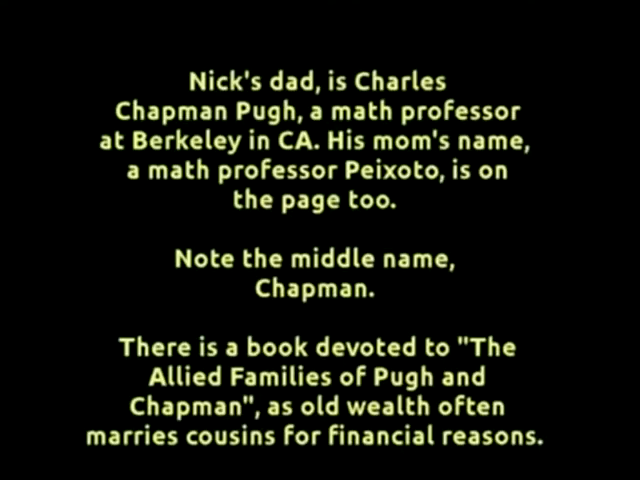 Nick's dad, is Charles
Chapman Pugh, a math professor
at Berkeley in CA. His mom's name,
a math professor Peixoto, is on
the page too.
Note the middle name,
Chapman.
There is a book devoted to "The
Allied Families of Pugh and
Chapman", as old wealth often
marries cousins for financial reasons.